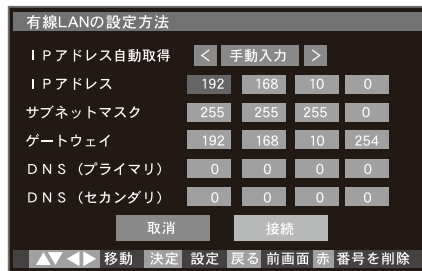 有線LANの設定方法
IPアドレス自動取得 < 手動入力 >
IPアドレス 192 168 10 0
サブネットマスク 255 255 255 0
ゲートウェイ 192 168 10 254
DNS（プライマリ） 0 0 0 0
DNS（セカンダリ） 0 0 0 0
取消 接続
▲▼◀▶ 移動 決定 設定 戻る 前画面 赤 番号を削除